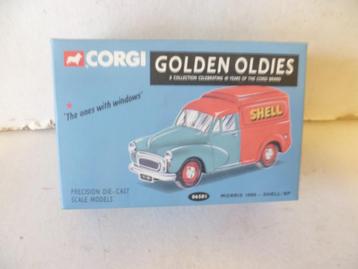 CORGI
GOLDEN OLDIES
A COLLECTION CELEBRATING 40 YEARS OF THE CORGI BRAND
"The ones with windows"
SHELL
PRECISION DIE-CAST
SCALE MODELS
06501
MORRIS 1000 - SHELL/BP